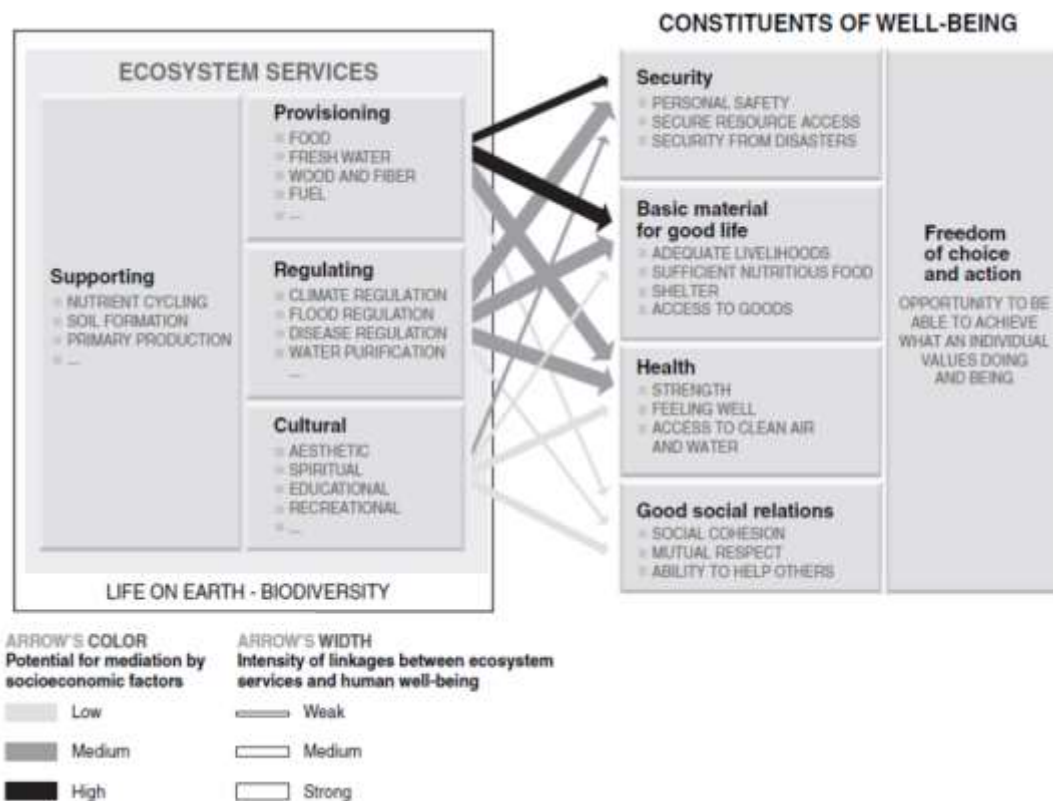 CONSTITUENTS OF WELL-BEING
ECOSYSTEM SERVICES
Supporting
NUTRIENT CYCLING
SOIL FORMATION
PRIMARY PRODUCTION
...
Provisioning
FOOD
FRESH WATER
WOOD AND FIBER
FUEL
...
Regulating
CLIMATE REGULATION
FLOOD REGULATION
DISEASE REGULATION
WATER PURIFICATION
...
Cultural
AESTHETIC
SPIRITUAL
EDUCATIONAL
RECREATIONAL
...
LIFE ON EARTH - BIODIVERSITY
Security
PERSONAL SAFETY
SECURE RESOURCE ACCESS
SECURITY FROM DISASTERS
Basic material
for good life
ADEQUATE LIVELIHOODS
SUFFICIENT NUTRITIOUS FOOD
SHELTER
ACCESS TO GOODS
Health
STRENGTH
FEELING WELL
ACCESS TO CLEAN AIR
AND WATER
Good social relations
SOCIAL COHESION
MUTUAL RESPECT
ABILITY TO HELP OTHERS
Freedom
of choice
and action
OPPORTUNITY TO BE
ABLE TO ACHIEVE
WHAT AN INDIVIDUAL
VALUES DOING
AND BEING
ARROW'S COLOR
Potential for mediation by
socioeconomic factors
Low
Medium
High
ARROW'S WIDTH
Intensity of linkages between ecosystem
services and human well-being
Weak
Medium
Strong